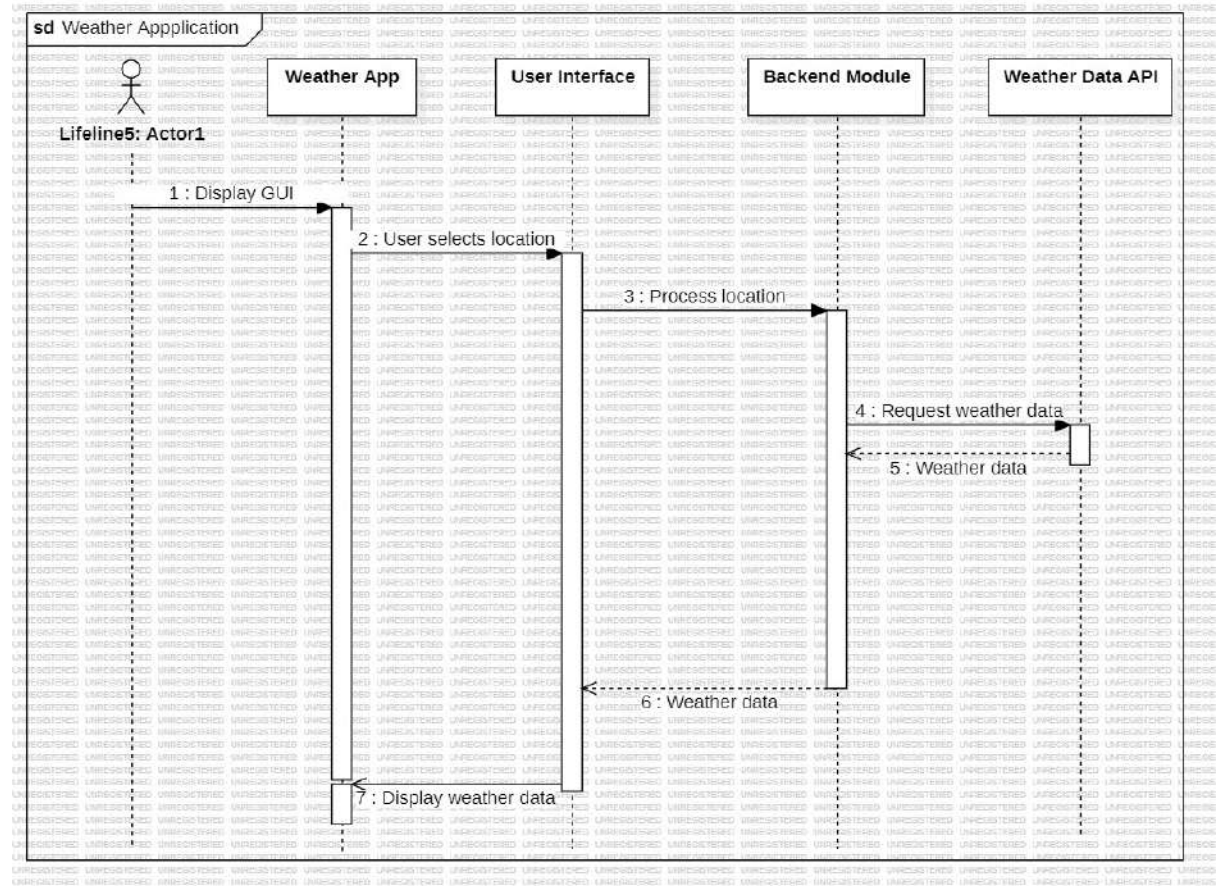 sd Weather Appplication
Weather App
User Interface
Backend Module
Weather Data API
Lifeline5: Actor1
1 : Display GUI
2 : User selects location
3 : Process location
4 : Request weather data
5 : Weather data
6 : Weather data
7 : Display weather data
UNREGISTERED